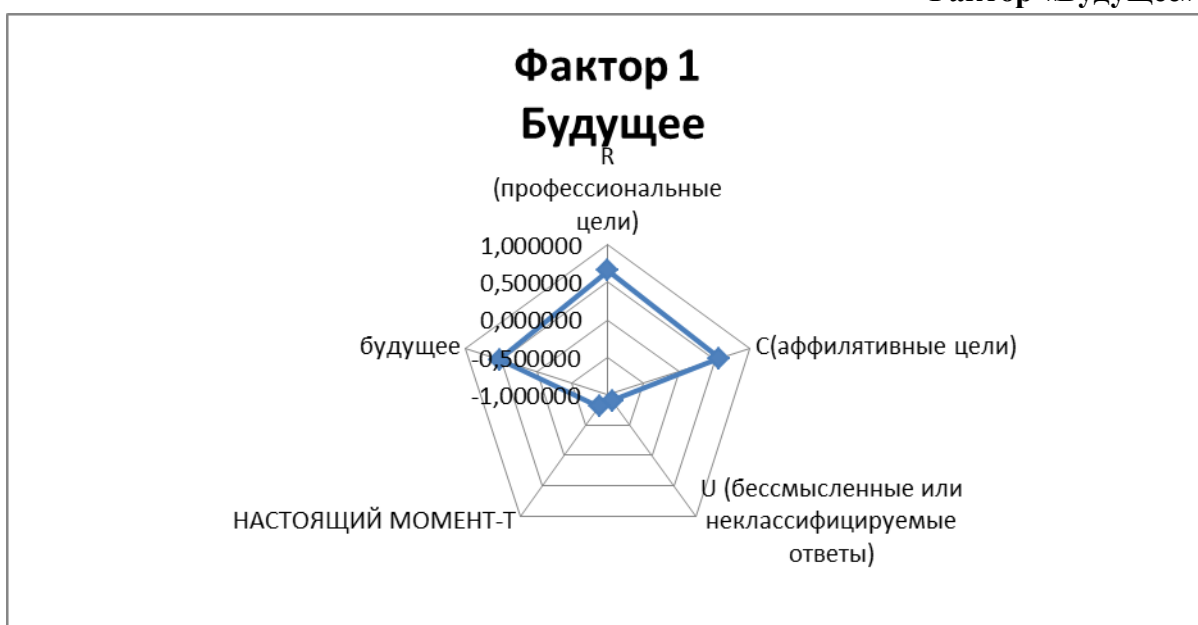 Фактор 1
Будущее
R
(профессиональные
цели)
1,000000
0,500000
0,000000
-0,500000
-1,000000
будущее
С(аффилятивные цели)
НАСТОЯЩИЙ МОМЕНТ-Т
U (бессмысленные или
неклассифицируемые
ответы)